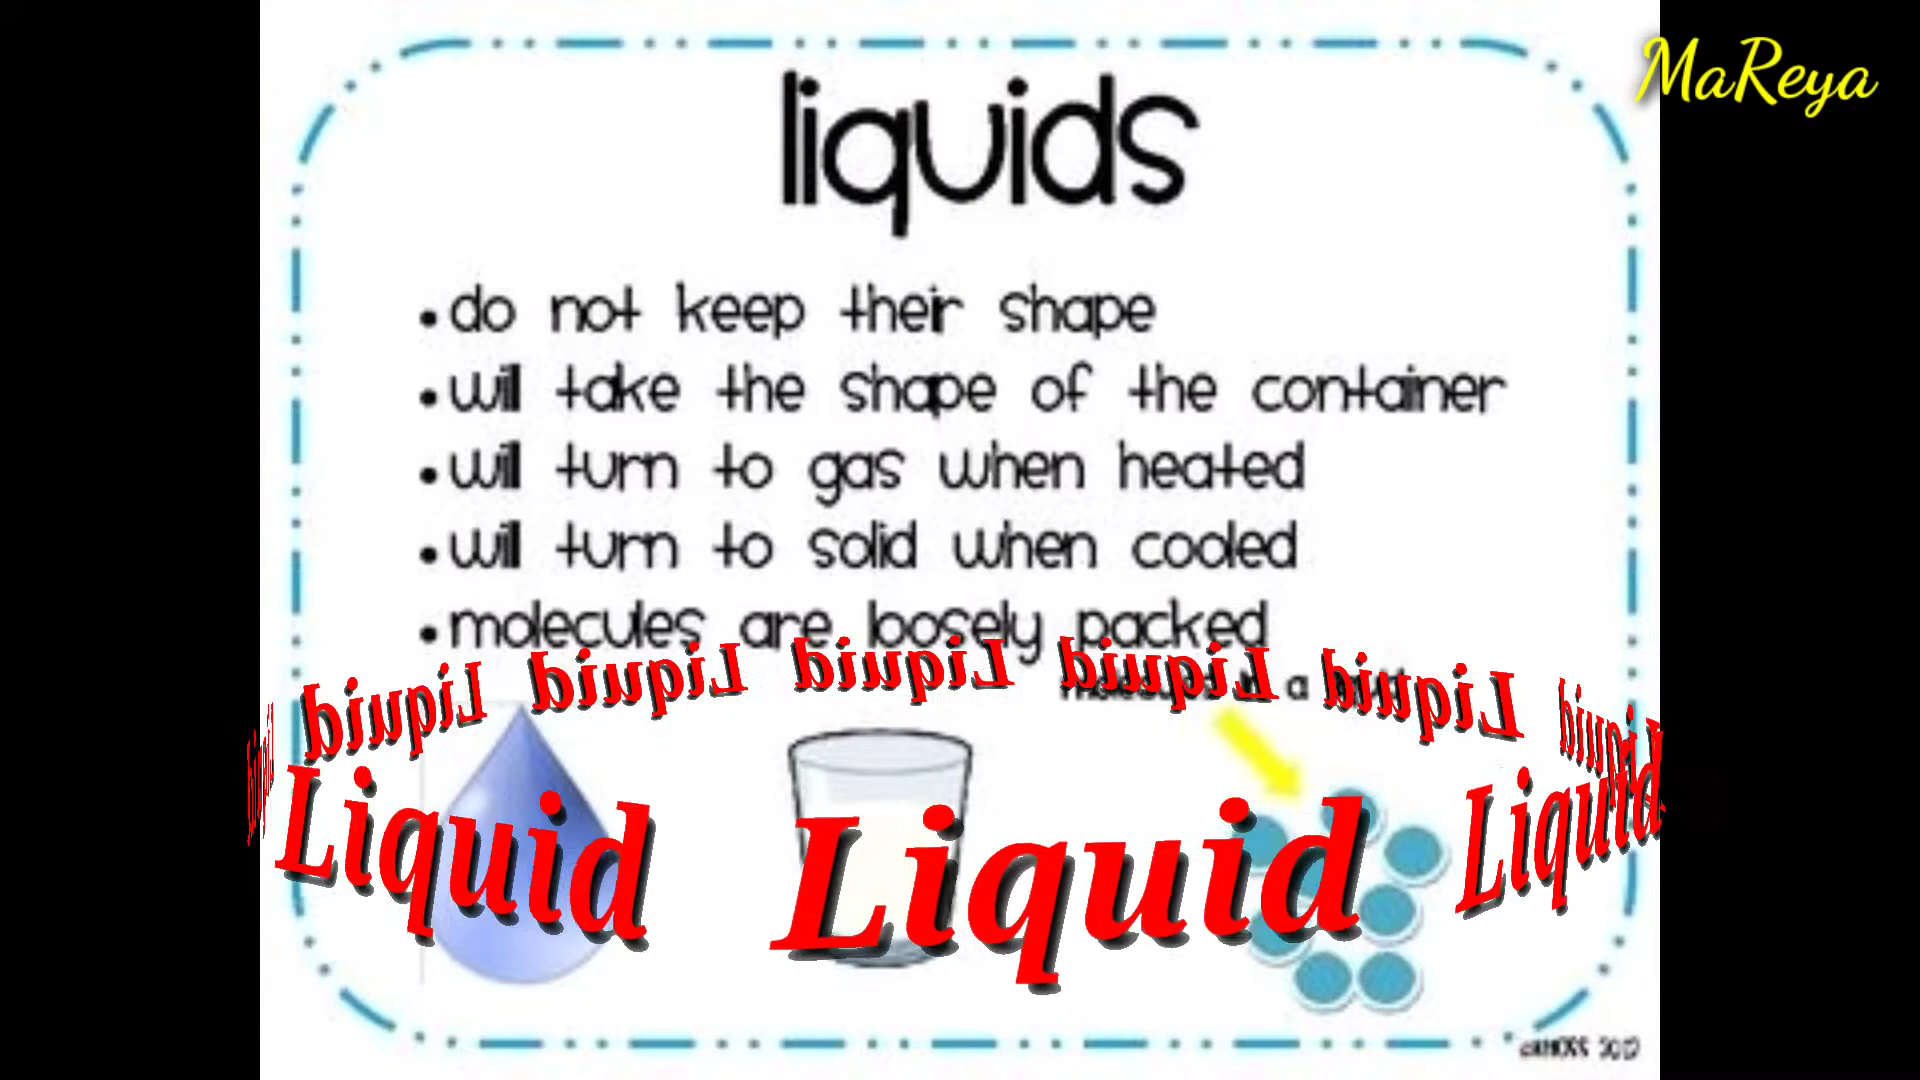 MaReya
liquids
• do not keep their shape
• will take the shape of the container
• will turn to gas when heated
• will turn to solid when cooled
• molecules are loosely packed
Liquid Liquid Liquid Liquid Liquid Liquid
Liquid Liquid Liquid